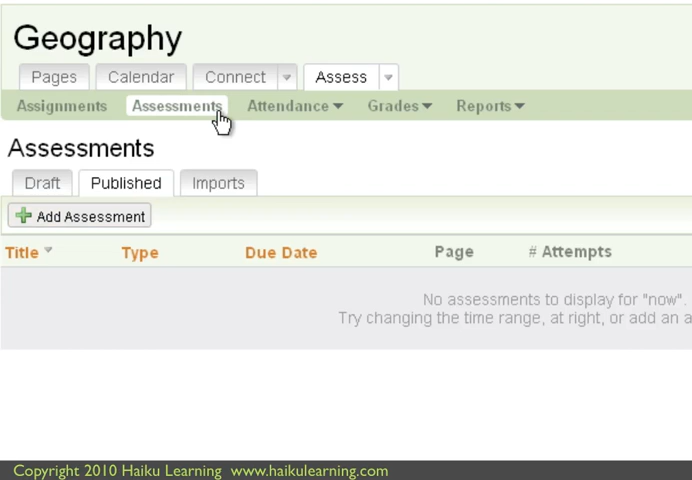 Geography
Pages Calendar Connect Assess
Assignments Assessments Attendance Grades Reports
Assessments
Draft Published Imports
Add Assessment
Title Type Due Date Page # Attempts
No assessments to display for "now".
Try changing the time range, at right, or add an a
Copyright 2010 Haiku Learning www.haikulearning.com